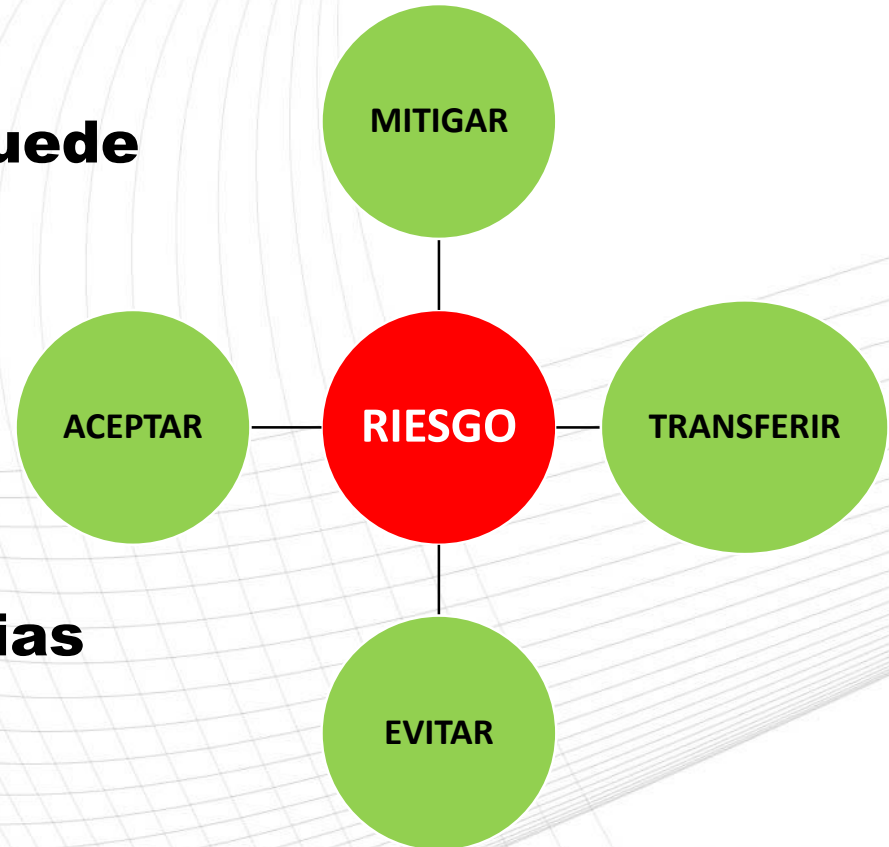 MITIGAR
uede
ACEPTAR
RIESGO
TRANSFERIR
ias
EVITAR